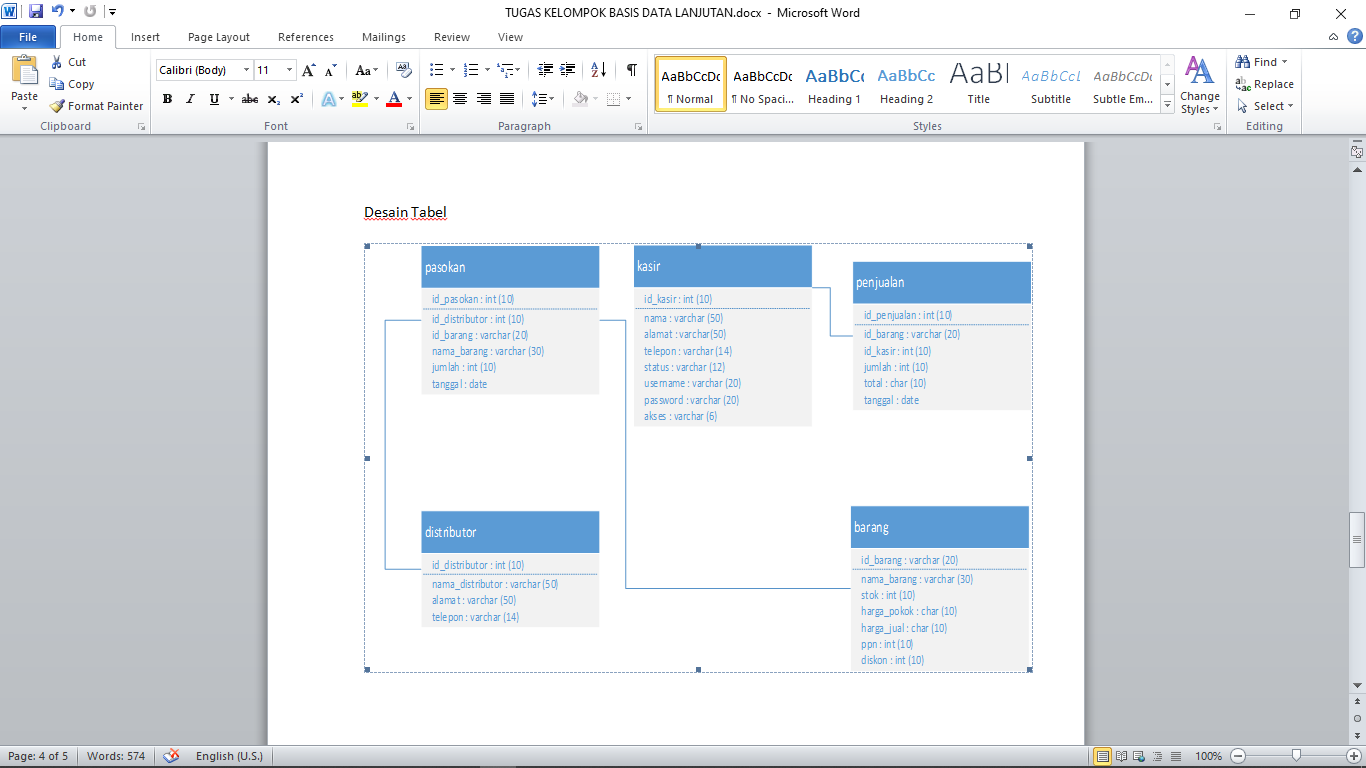 TUGAS KELOMPOK BASIS DATA LANJUTAN.docx - Microsoft Word
File Home Insert Page Layout References Mailings Review View
Paste
Cut
Copy
Format Painter
Clipboard
Calibri (Body) 11
Font
Paragraph
AaBbCcDc AaBbCcDc AaBbCc AaBbCc AaBl AaBbCcL AaBbCcDc
¶ Normal ¶ No Spaci... Heading 1 Heading 2 Title Subtitle Subtle Em...
Change
Styles
Styles
Find
Replace
Select
Editing
Desain Tabel
pasokan
id_pasokan : int (10)
id_distributor : int (10)
id_barang : varchar (20)
nama_barang : varchar (30)
jumlah : int (10)
tanggal : date
kasir
id_kasir : int (10)
nama : varchar (50)
alamat : varchar(50)
telepon : varchar (14)
status : varchar (12)
username : varchar (20)
password : varchar (20)
akses : varchar (6)
penjualan
id_penjualan : int (10)
id_barang : varchar (20)
id_kasir : int (10)
jumlah : int (10)
total : char (10)
tanggal : date
distributor
id_distributor : int (10)
nama_distributor : varchar (50)
alamat : varchar (50)
telepon : varchar (14)
barang
id_barang : varchar (20)
nama_barang : varchar (30)
stok : int (10)
harga_pokok : char (10)
harga_jual : char (10)
ppn : int (10)
diskon : int (10)
Page: 4 of 5 Words: 574 English (U.S.) 100%